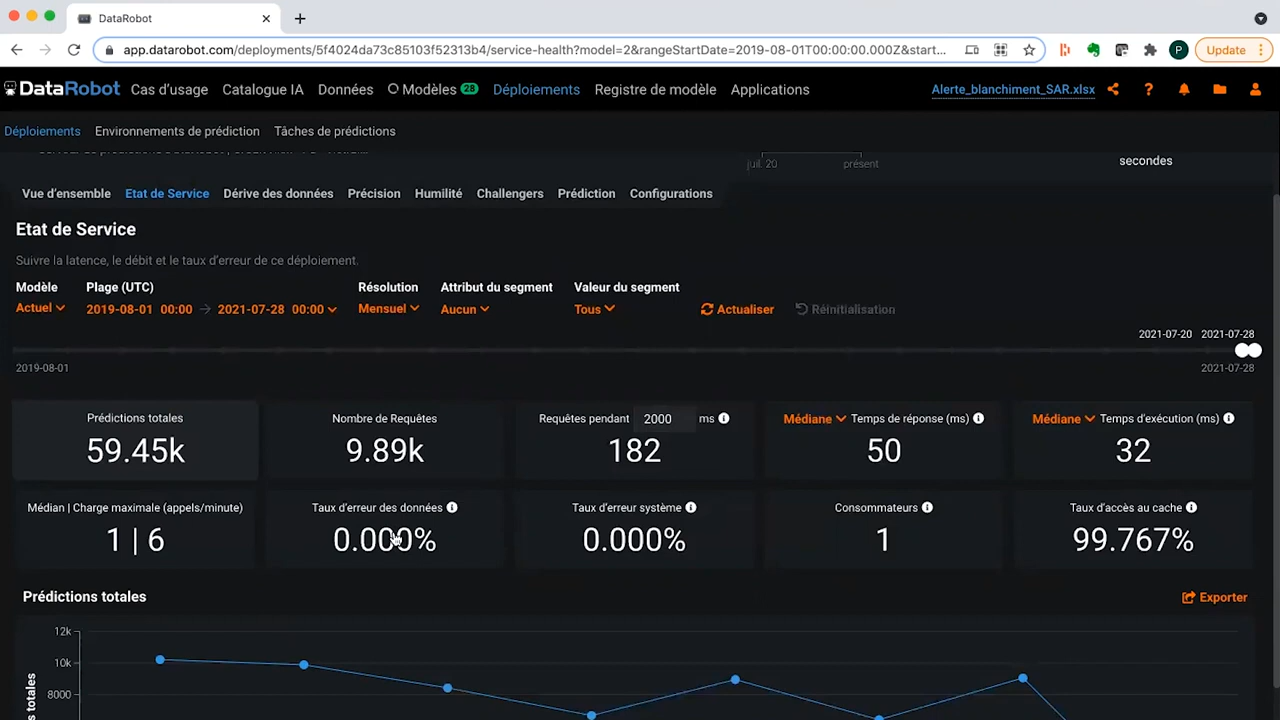 DataRobot
app.datarobot.com/deployments/5f4024da73c85103f52313b4/service-health?model=2&rangeStartDate=2019-08-01T00:00:00.000Z&start...
P
Update
DataRobot Cas d'usage Catalogue IA Données Modèles 28 Déploiements Registre de modèle Applications Alerte_blanchiment_SAR.xlsx
Déploiements Environnements de prédiction Tâches de prédictions
juil. 20 présent secondes
Vue d'ensemble Etat de Service Dérive des données Précision Humilité Challengers Prédiction Configurations
Etat de Service
Suivre la latence, le débit et le taux d'erreur de ce déploiement.
Modèle Plage (UTC) Résolution Attribut du segment Valeur du segment
Actuel 2019-08-01 00:00 → 2021-07-28 00:00 Mensuel Aucun Tous Actualiser Réinitialisation
2021-07-20 2021-07-28
2019-08-01 2021-07-28
Prédictions totales Nombre de Requêtes Requêtes pendant 2000 ms Médiane Temps de réponse (ms) Médiane Temps d'exécution (ms)
59.45k 9.89k 182 50 32
Médian | Charge maximale (appels/minute) Taux d'erreur des données Taux d'erreur système Consommateurs Taux d'accès au cache
1 | 6 0.000% 0.000% 1 99.767%
Prédictions totales Exporter
12k
10k
8000
s totales